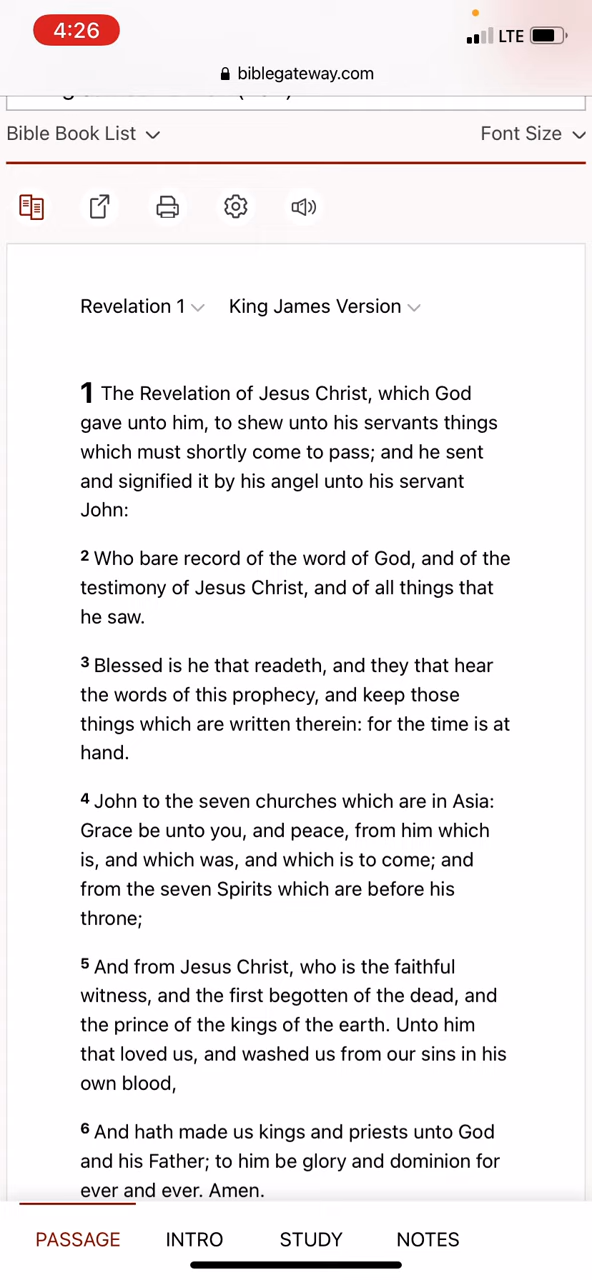 4:26
LTE
biblegateway.com
Bible Book List
Font Size
Revelation 1 King James Version
1 The Revelation of Jesus Christ, which God
gave unto him, to shew unto his servants things
which must shortly come to pass; and he sent
and signified it by his angel unto his servant
John:
2 Who bare record of the word of God, and of the
testimony of Jesus Christ, and of all things that
he saw.
3 Blessed is he that readeth, and they that hear
the words of this prophecy, and keep those
things which are written therein: for the time is at
hand.
4 John to the seven churches which are in Asia:
Grace be unto you, and peace, from him which
is, and which was, and which is to come; and
from the seven Spirits which are before his
throne;
5 And from Jesus Christ, who is the faithful
witness, and the first begotten of the dead, and
the prince of the kings of the earth. Unto him
that loved us, and washed us from our sins in his
own blood,
6 And hath made us kings and priests unto God
and his Father; to him be glory and dominion for
ever and ever. Amen.
PASSAGE INTRO STUDY NOTES